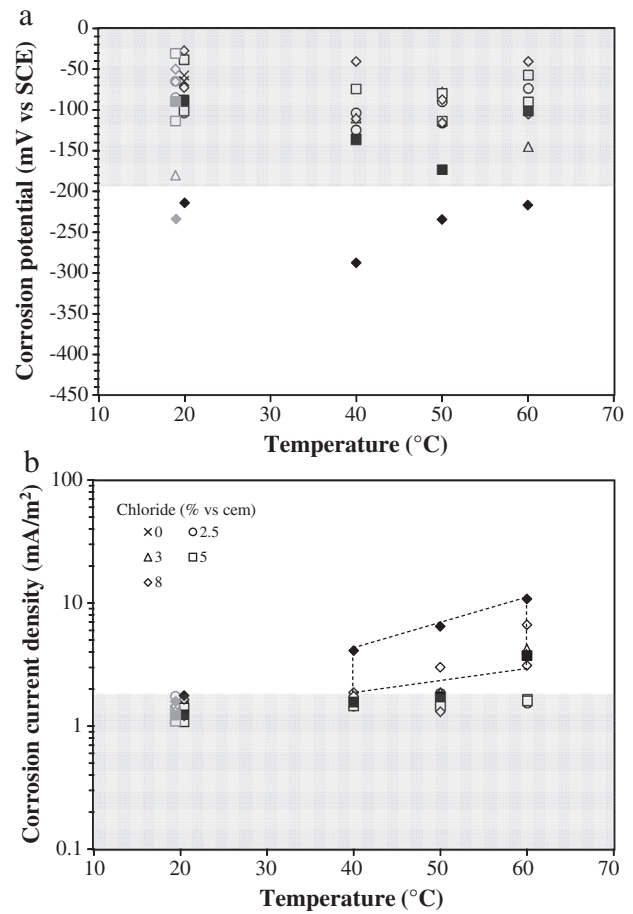 a
Corrosion potential (mV vs SCE)
0
-50
-100
-150
-200
-250
-300
-350
-400
-450
10 20 30 40 50 60 70
Temperature (°C)
b
Corrosion current density (mA/m²)
100
10
1
0.1
Chloride (% vs cem)
0 2.5
3 5
8
10 20 30 40 50 60 70
Temperature (°C)